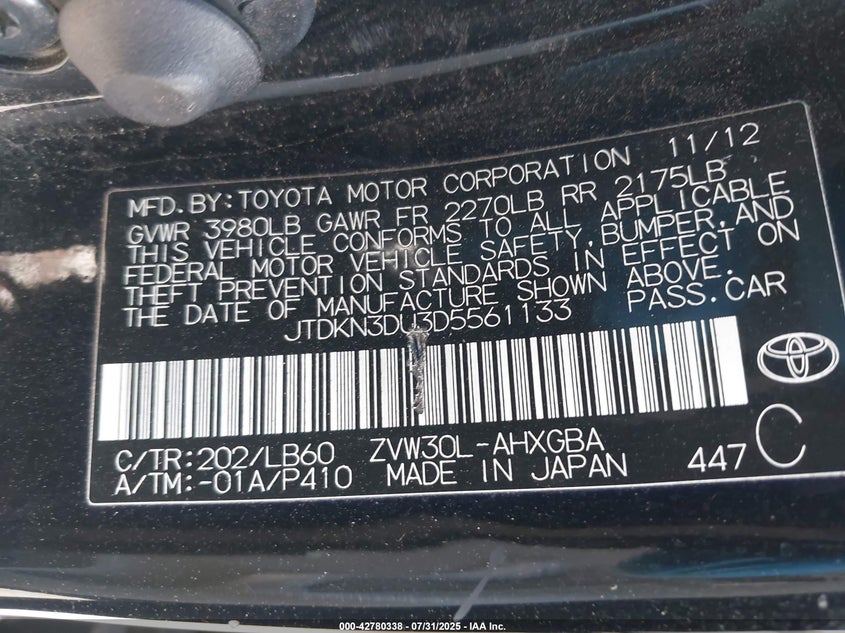 MFD.BY:TOYOTA MOTOR CORPORATION 11/12
GVWR 3980LB GAWR FR 2270LB RR 2175LB
THIS VEHICLE CONFORMS TO ALL APPLICABLE
FEDERAL MOTOR VEHICLE SAFETY,BUMPER,AND
THEFT PREVENTION STANDARDS IN EFFECT ON
THE DATE OF MANUFACTURE SHOWN ABOVE.
JTDKN3DU3D5561133 PASS.CAR
C/TR:202/LB60 ZVW30L-AHXGBA
A/TM:-01A/P410 MADE IN JAPAN 447 C
000-42780338 - 07/31/2025 - IAA Inc.